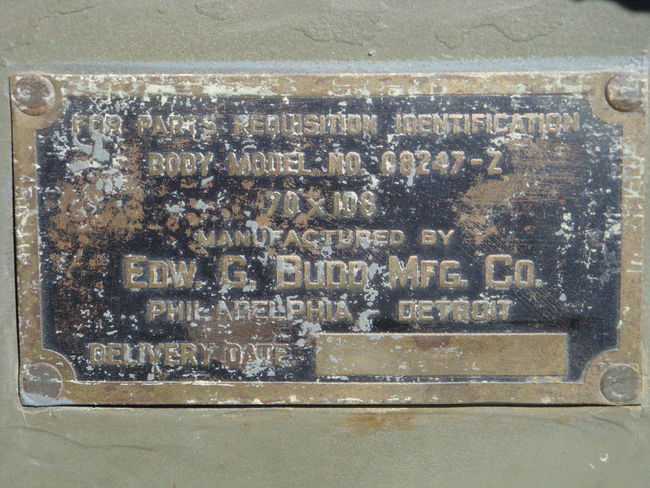 FOR PARTS REQUISITION IDENTIFICATION
BODY MODEL NO. G8247-Z
70 X 108
MANUFACTURED BY
EDW. G. BUDD MFG. CO.
PHILADELPHIA DETROIT
DELIVERY DATE